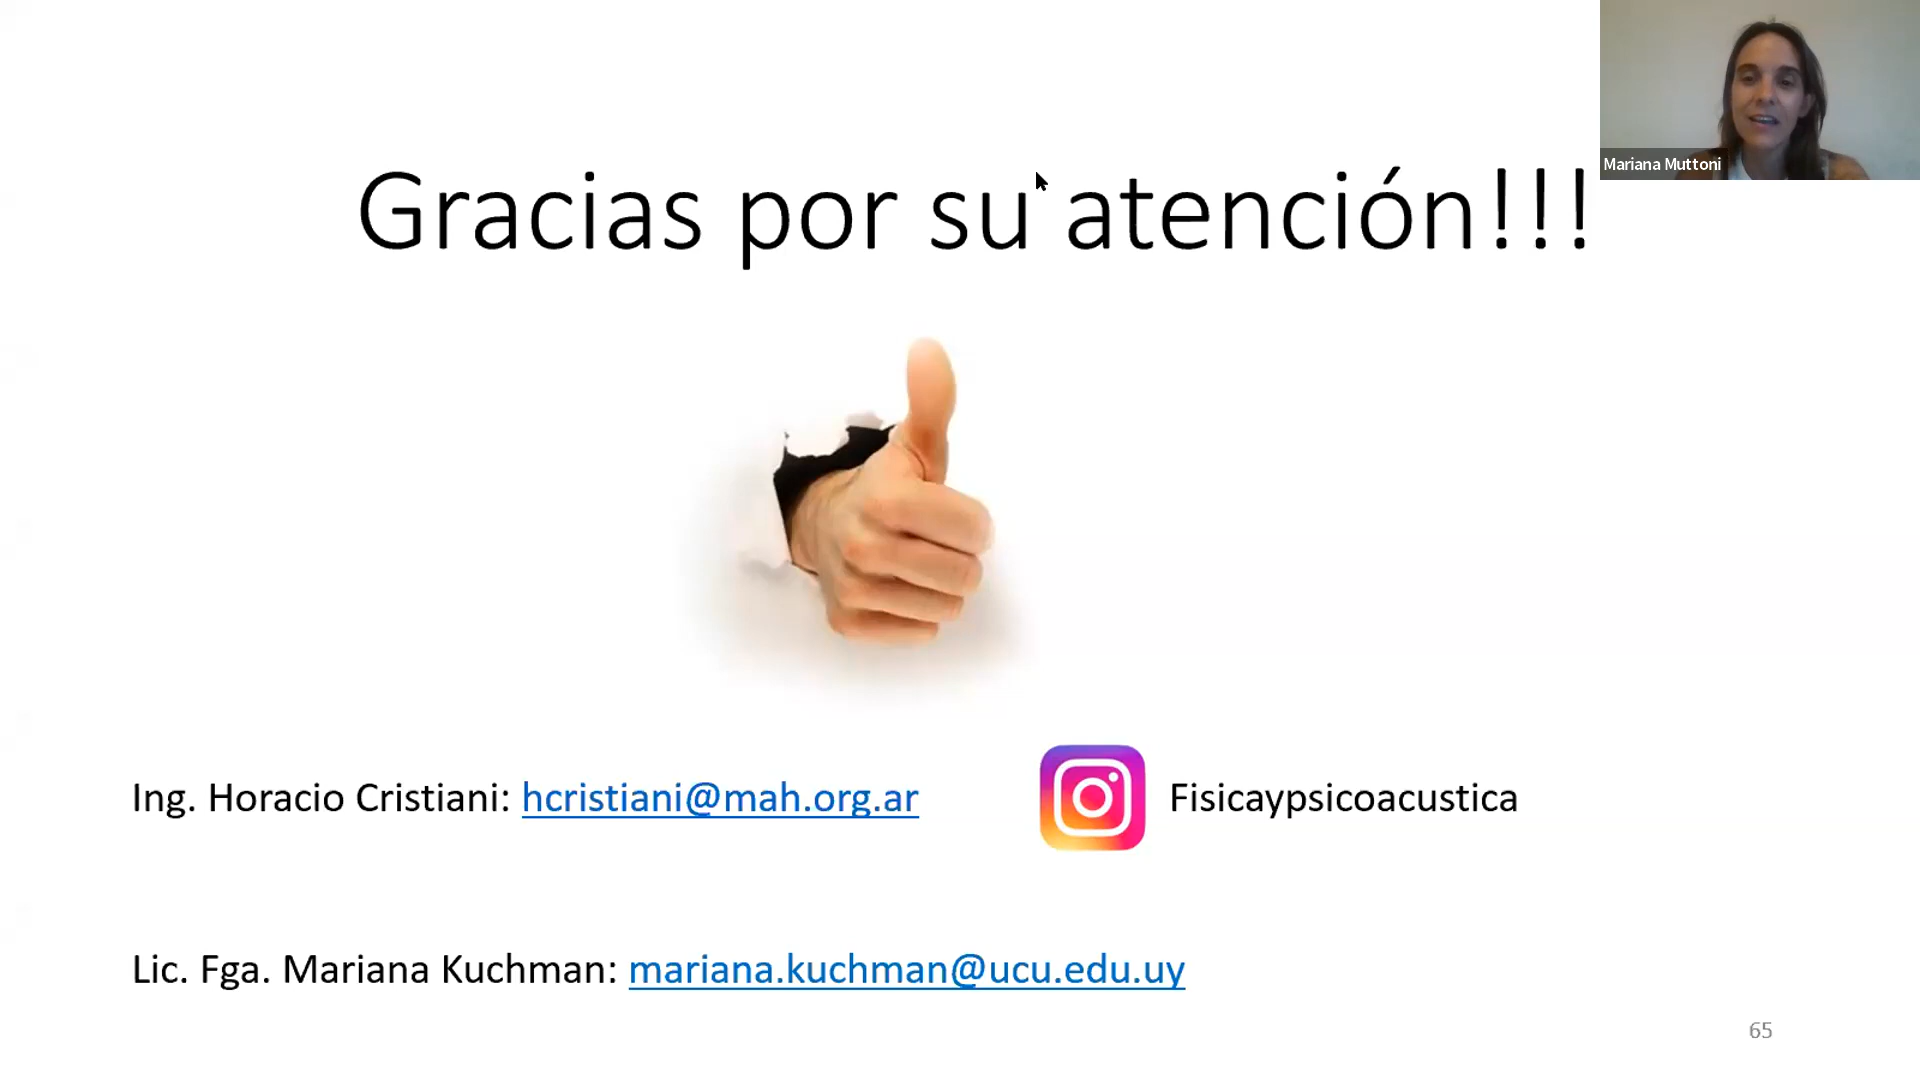 Mariana Muttoni
Gracias por su atención!!!
Ing. Horacio Cristiani: hcristiani@mah.org.ar
Fisicaypsicoacustica
Lic. Fga. Mariana Kuchman: mariana.kuchman@ucu.edu.uy
65